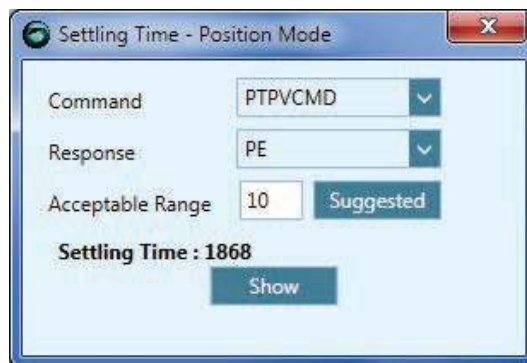 Settling Time - Position Mode
Command PTPVCMD
Response PE
Acceptable Range 10 Suggested
Settling Time : 1868
Show